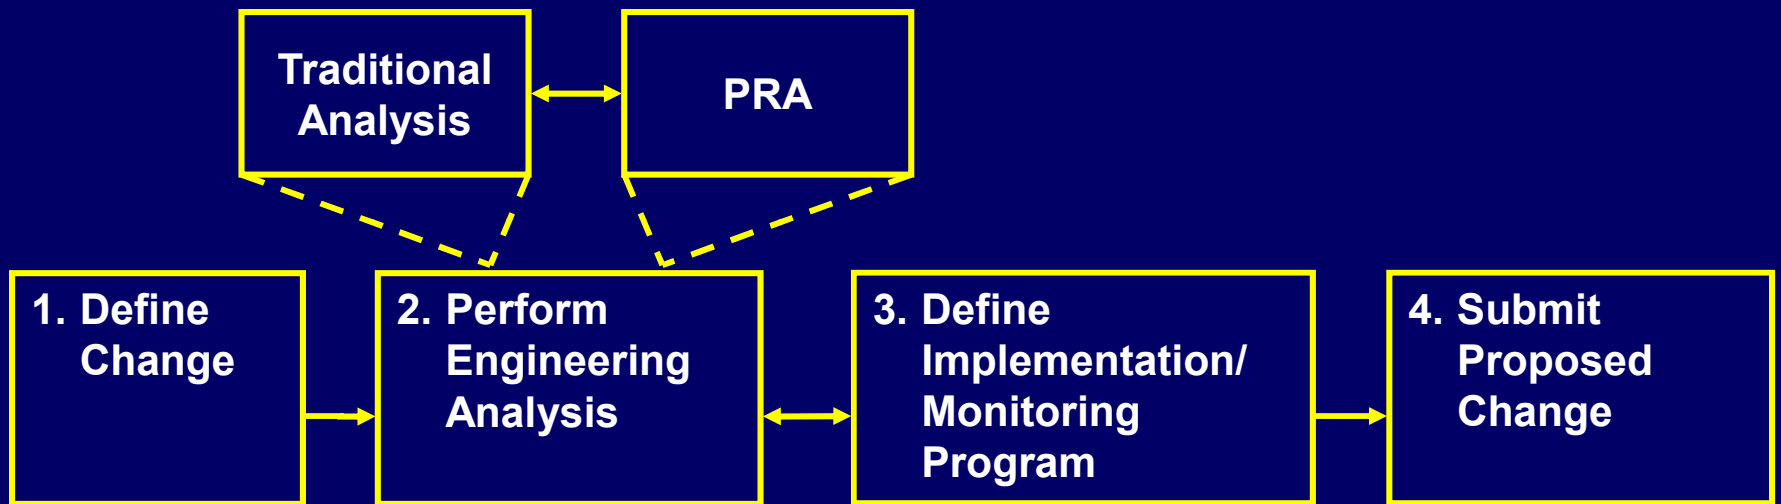 Traditional
Analysis
PRA
1. Define
Change
2. Perform
Engineering
Analysis
3. Define
Implementation/
Monitoring
Program
4. Submit
Proposed
Change